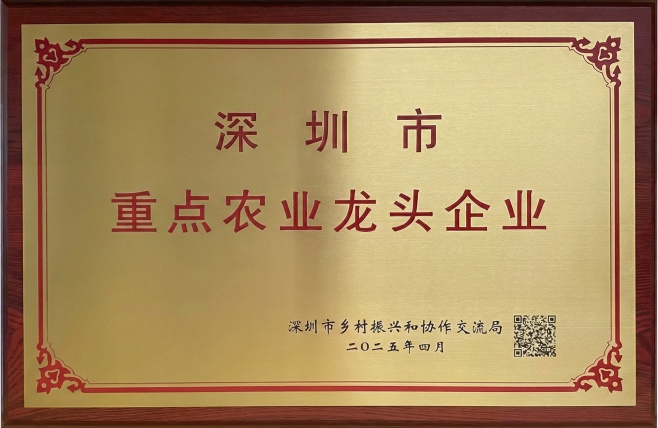 深圳市
重点农业龙头企业
深圳市乡村振兴和协作交流局
二〇二五年四月